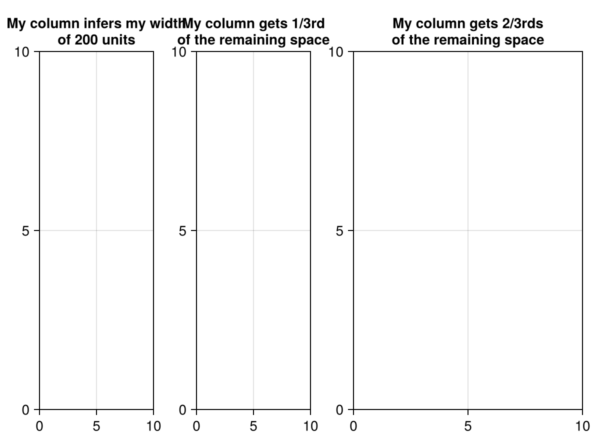 My column infers my width
of 200 units
My column gets 1/3rd
of the remaining space
My column gets 2/3rds
of the remaining space
10
5
0
0 5 10
10
5
0
0 5 10
10
5
0
0 5 10